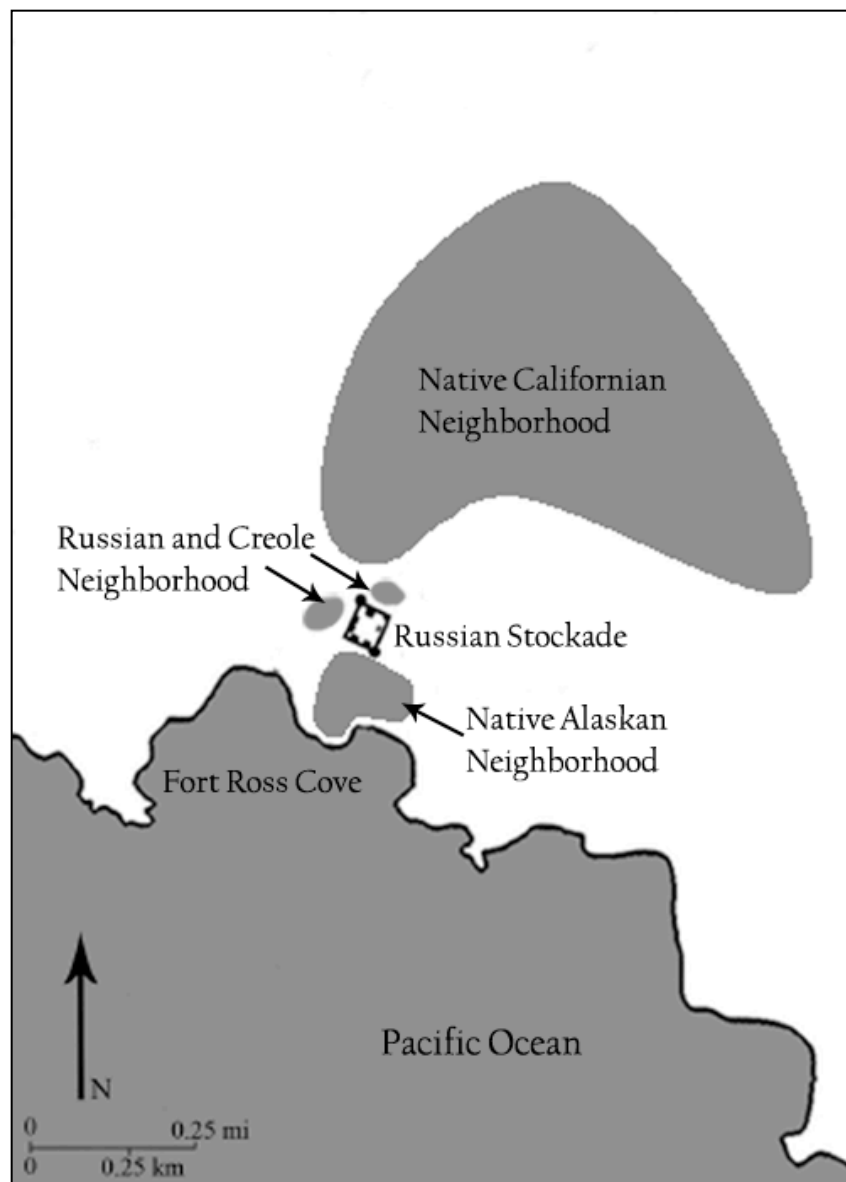 Native Californian
Neighborhood
Russian and Creole
Neighborhood
Russian Stockade
Native Alaskan
Neighborhood
Fort Ross Cove
Pacific Ocean
N
0 0.25 mi
0 0.25 km